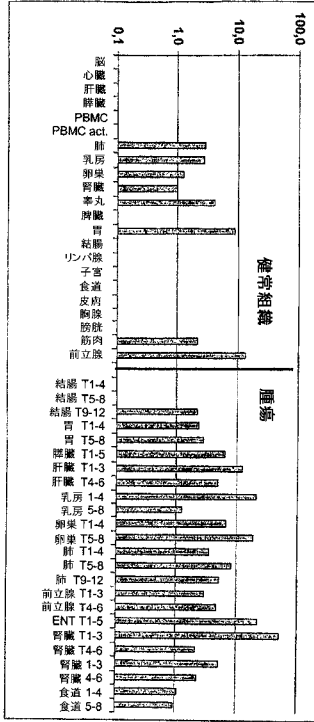 0,1
1,0
10,0
100,0
脳
心臓
肝臓
膵臓
PBMC
PBMC act.
肺
乳房
卵巣
腎臓
睾丸
脾臓
胃
結腸
リンパ腺
子宮
食道
皮膚
胸腺
膀胱
筋肉
前立腺
健常組織
結腸 T1-4
結腸 T5-8
結腸 T9-12
胃 T1-4
胃 T5-8
膵臓 T1-5
肝臓 T1-3
肝臓 T4-6
乳房 1-4
乳房 5-8
卵巣 T1-4
卵巣 T5-8
肺 T1-4
肺 T5-8
肺 T9-12
前立腺 T1-3
前立腺 T4-6
ENT T1-5
腎臓 T1-3
腎臓 T4-6
腎臓 1-3
腎臓 4-6
食道 1-4
食道 5-8
腫瘍